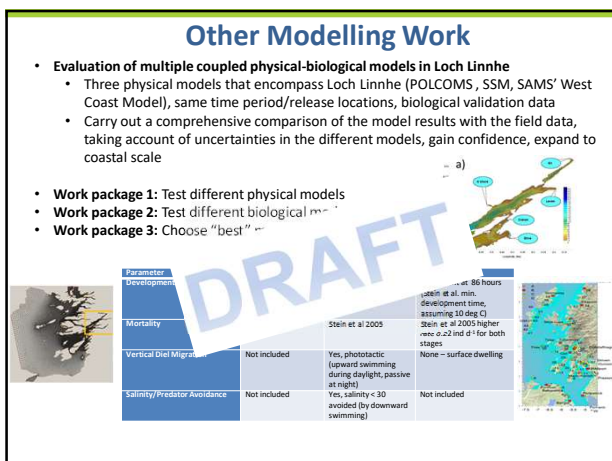 Other Modelling Work
• Evaluation of multiple coupled physical-biological models in Loch Linnhe
• Three physical models that encompass Loch Linnhe (POLCOMS , SSM, SAMS' West
Coast Model), same time period/release locations, biological validation data
• Carry out a comprehensive comparison of the model results with the field data,
taking account of uncertainties in the different models, gain confidence, expand to
coastal scale
a)
• Work package 1: Test different physical models
• Work package 2: Test different biological
• Work package 3: Choose "best"
DRAFT
Parameter
Development at 86 hours
(Stein et al. min.
development time,
assuming 10 deg C)
Mortality Stein et al 2005 Stein et al 2005 higher
rate 0.22 ind d⁻¹ for both
stages
Vertical Diel Migration Not included Yes, phototactic
(upward swimming
during daylight, passive
at night) None – surface dwelling
Salinity/Predator Avoidance Not included Yes, salinity < 30
avoided (by downward
swimming) Not included